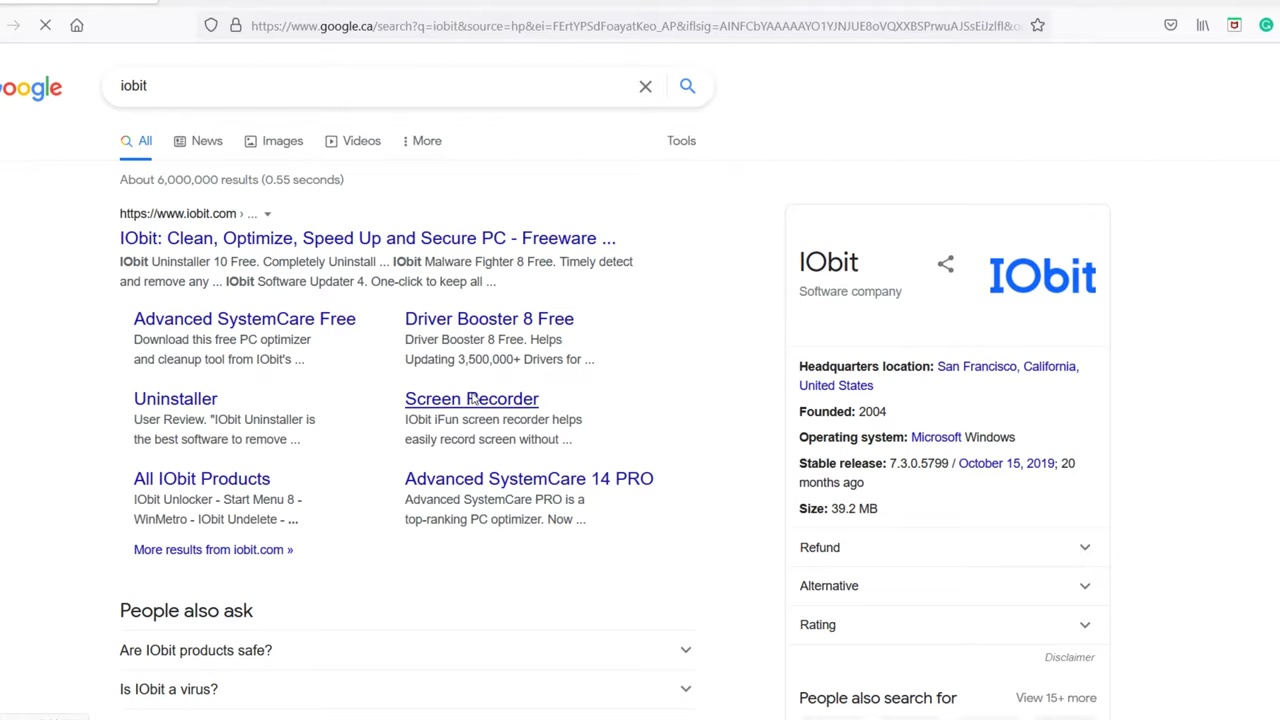 https://www.google.ca/search?q=iobit&source=hp&ei=FErtYPSdFoayatKeo_AP&iflsig=AINFCbYAAAAAYO1YJNJUE8oVQXXBSPrwuAJSsEiJzlfl&
oogle
iobit
All
News
Images
Videos
More
Tools
About 6,000,000 results (0.55 seconds)
https://www.iobit.com › ...
IObit: Clean, Optimize, Speed Up and Secure PC - Freeware ...
IObit Uninstaller 10 Free. Completely Uninstall ... IObit Malware Fighter 8 Free. Timely detect
and remove any ... IObit Software Updater 4. One-click to keep all ...
Advanced SystemCare Free
Download this free PC optimizer
and cleanup tool from IObit's ...
Driver Booster 8 Free
Driver Booster 8 Free. Helps
Updating 3,500,000+ Drivers for ...
Uninstaller
User Review. "IObit Uninstaller is
the best software to remove ...
Screen Recorder
IObit iFun screen recorder helps
easily record screen without ...
All IObit Products
IObit Unlocker - Start Menu 8 -
WinMetro - IObit Undelete - ...
Advanced SystemCare 14 PRO
Advanced SystemCare PRO is a
top-ranking PC optimizer. Now ...
More results from iobit.com »
People also ask
Are IObit products safe?
Is IObit a virus?
IObit
Software company
IObit
Headquarters location: San Francisco, California,
United States
Founded: 2004
Operating system: Microsoft Windows
Stable release: 7.3.0.5799 / October 15, 2019; 20
months ago
Size: 39.2 MB
Refund
Alternative
Rating
Disclaimer
People also search for
View 15+ more